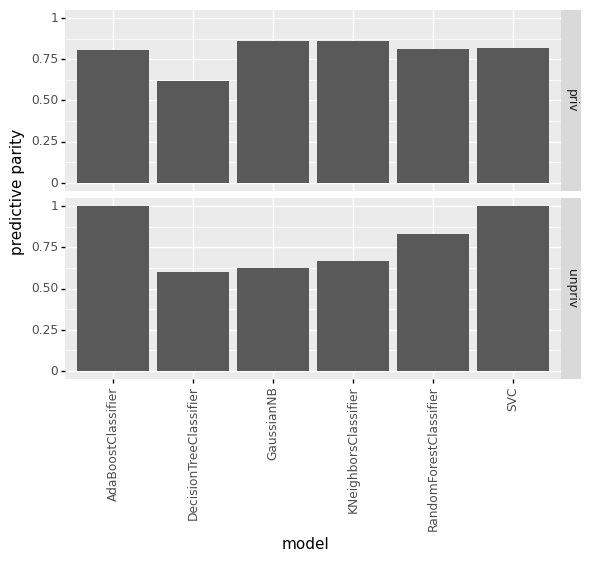 1
0.75
0.50
0.25
0
priv
1
0.75
0.50
0.25
0
unpriv
predictive parity
AdaBoostClassifier
DecisionTreeClassifier
GaussianNB
KNeighborsClassifier
RandomForestClassifier
SVC
model